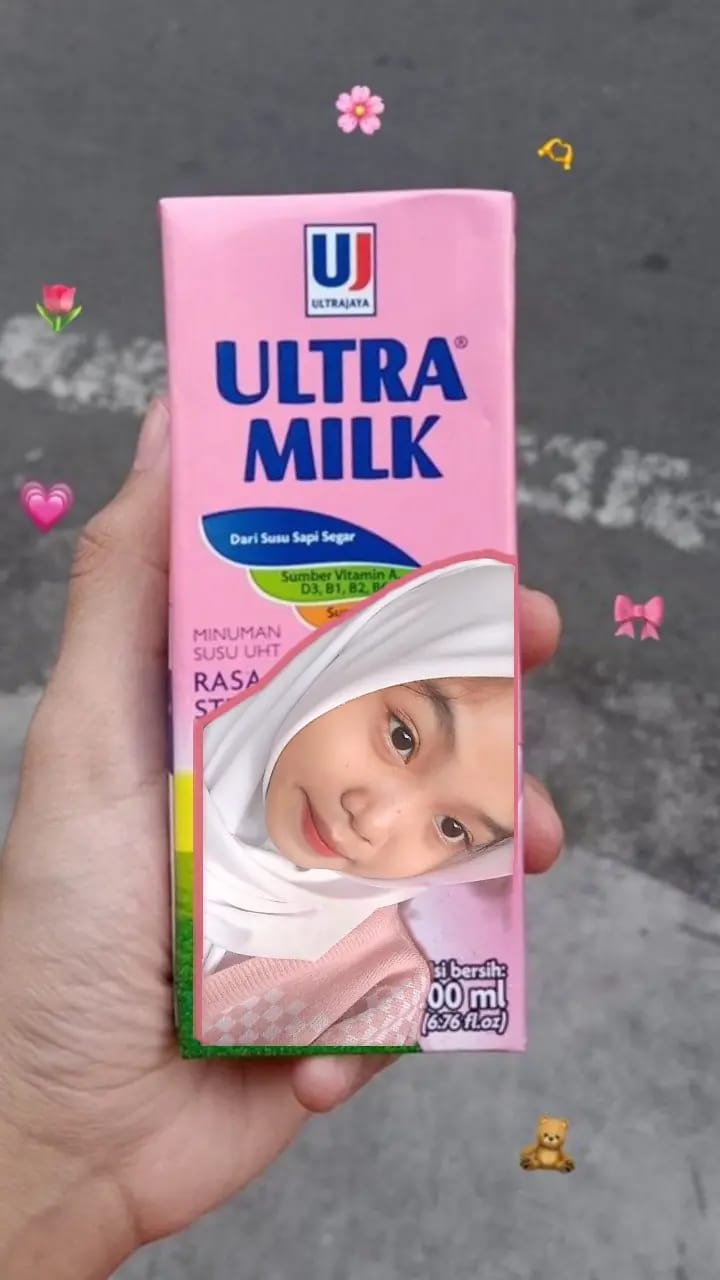 UJ
ULTRAJAYA
ULTRA®
MILK
Dari Susu Sapi Segar
Sumber Vitamin A,
D3, B1, B2, B6
MINUMAN
SUSU UHT
RASA
si bersih:
00 ml
(6.76 fl.oz)